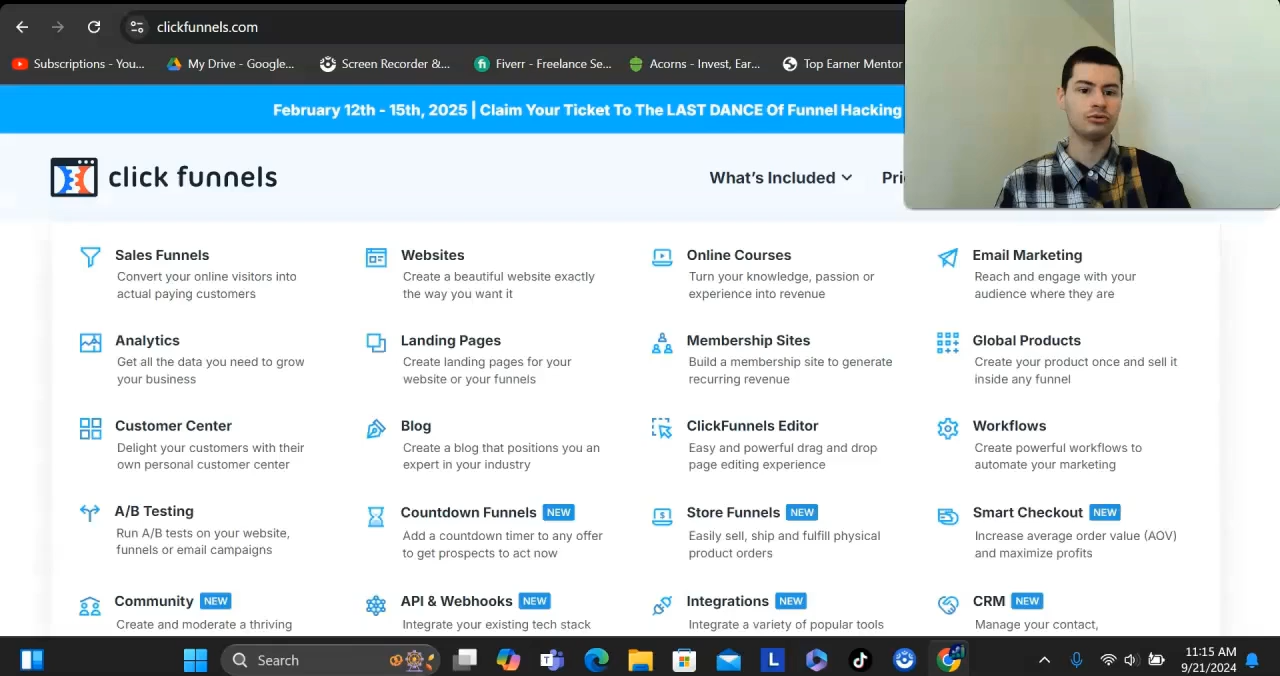 clickfunnels.com
Subscriptions - You...
My Drive - Google...
Screen Recorder &...
Fiverr - Freelance Se...
Acorns - Invest, Ear...
Top Earner Mentor
February 12th - 15th, 2025 | Claim Your Ticket To The LAST DANCE Of Funnel Hacking
click funnels
What's Included
Sales Funnels
Convert your online visitors into
actual paying customers
Websites
Create a beautiful website exactly
the way you want it
Online Courses
Turn your knowledge, passion or
experience into revenue
Email Marketing
Reach and engage with your
audience where they are
Analytics
Get all the data you need to grow
your business
Landing Pages
Create landing pages for your
website or your funnels
Membership Sites
Build a membership site to generate
recurring revenue
Global Products
Create your product once and sell it
inside any funnel
Customer Center
Delight your customers with their
own personal customer center
Blog
Create a blog that positions you an
expert in your industry
ClickFunnels Editor
Easy and powerful drag and drop
page editing experience
Workflows
Create powerful workflows to
automate your marketing
A/B Testing
Run A/B tests on your website,
funnels or email campaigns
Countdown Funnels NEW
Add a countdown timer to any offer
to get prospects to act now
Store Funnels NEW
Easily sell, ship and fulfill physical
product orders
Smart Checkout NEW
Increase average order value (AOV)
and maximize profits
Community NEW
Create and moderate a thriving
API & Webhooks NEW
Integrate your existing tech stack
Integrations NEW
Integrate a variety of popular tools
CRM NEW
Manage your contact,
Search
11:15 AM
9/21/2024